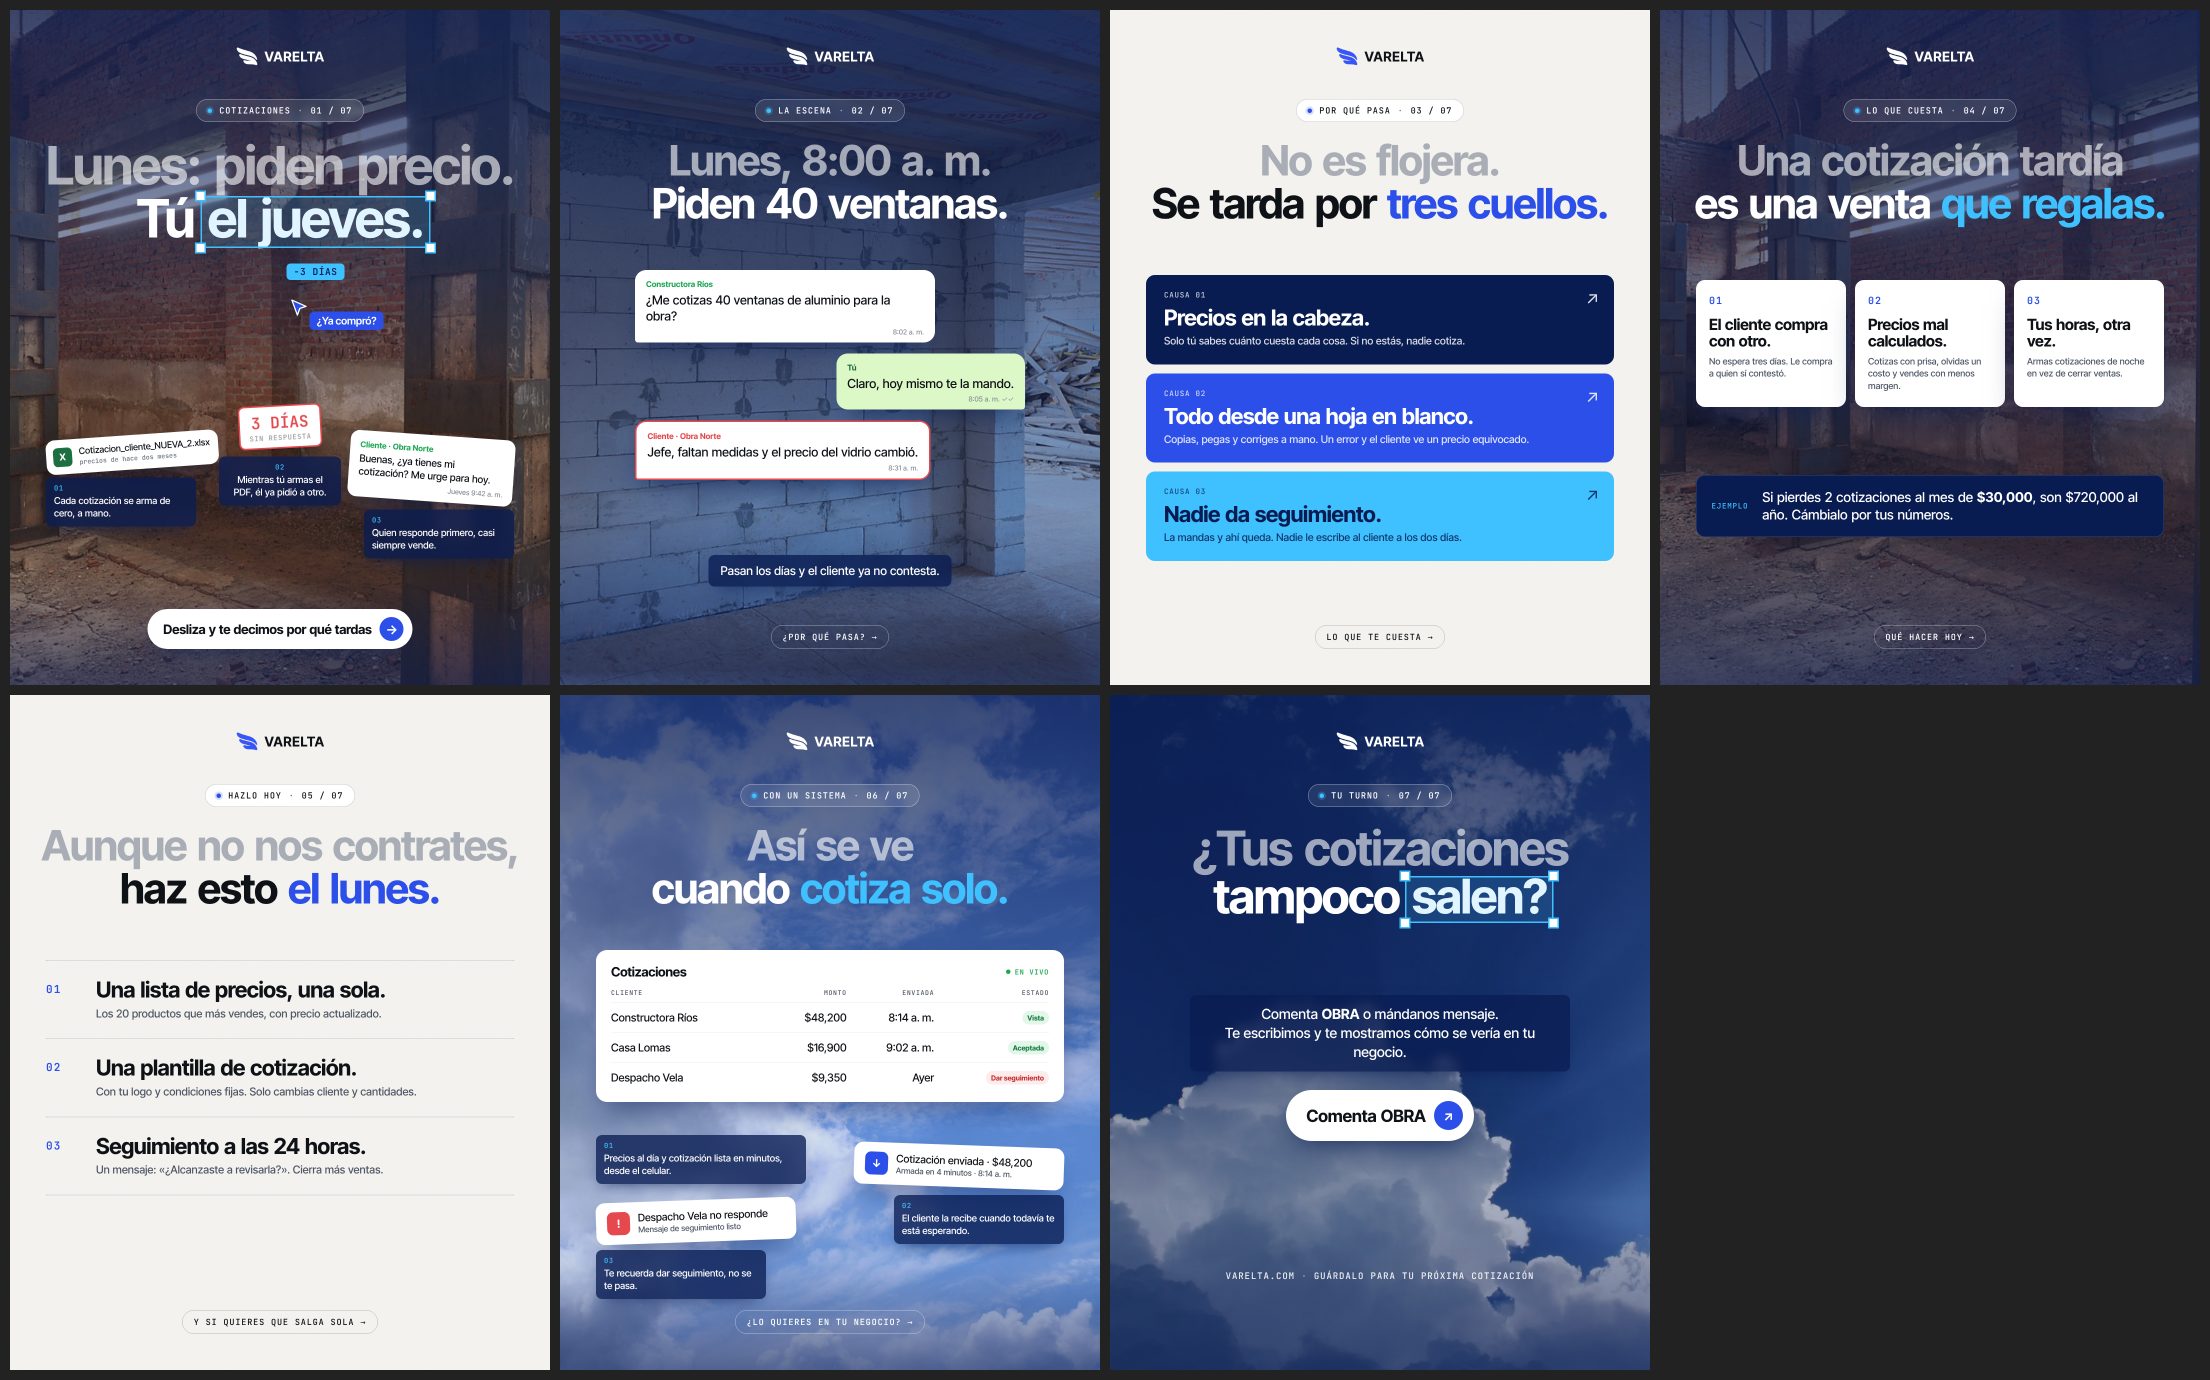 VARELTA
COTIZACIONES · 01 / 07
Lunes: piden precio.
Tú el jueves.
-3 DÍAS
¿Ya compró?
3 DÍAS
SIN RESPUESTA
X
Cotizacion_cliente_NUEVA_2.xlsx
precios de hace dos meses
01
Cada cotización se arma de
cero, a mano.
02
Mientras tú armas el
PDF, él ya pidió a otro.
Cliente · Obra Norte
Buenas, ¿ya tienes mi
cotización? Me urge para hoy.
Jueves 9:42 a. m.
03
Quien responde primero, casi
siempre vende.
Desliza y te decimos por qué tardas →
VARELTA
LA ESCENA · 02 / 07
Lunes, 8:00 a. m.
Piden 40 ventanas.
Constructora Ríos
¿Me cotizas 40 ventanas de aluminio para la
obra?
8:02 a. m.
Tú
Claro, hoy mismo te la mando.
8:05 a. m. ✓✓
Cliente · Obra Norte
Jefe, faltan medidas y el precio del vidrio cambió.
8:31 a. m.
Pasan los días y el cliente ya no contesta.
¿POR QUÉ PASA? →
VARELTA
POR QUÉ PASA · 03 / 07
No es flojera.
Se tarda por tres cuellos.
CAUSA 01
Precios en la cabeza.
Solo tú sabes cuánto cuesta cada cosa. Si no estás, nadie cotiza.
CAUSA 02
Todo desde una hoja en blanco.
Copias, pegas y corriges a mano. Un error y el cliente ve un precio equivocado.
CAUSA 03
Nadie da seguimiento.
La mandas y ahí queda. Nadie le escribe al cliente a los dos días.
LO QUE TE CUESTA →
VARELTA
LO QUE CUESTA · 04 / 07
Una cotización tardía
es una venta que regalas.
01
El cliente compra
con otro.
No espera tres días. Le compra
a quien sí contestó.
02
Precios mal
calculados.
Cotizas con prisa, olvidas un
costo y vendes con menos
margen.
03
Tus horas, otra
vez.
Armas cotizaciones de noche
en vez de cerrar ventas.
EJEMPLO
Si pierdes 2 cotizaciones al mes de $30,000, son $720,000 al
año. Cámbialo por tus números.
QUÉ HACER HOY →
VARELTA
HAZLO HOY · 05 / 07
Aunque no nos contrates,
haz esto el lunes.
01
Una lista de precios, una sola.
Los 20 productos que más vendes, con precio actualizado.
02
Una plantilla de cotización.
Con tu logo y condiciones fijas. Solo cambias cliente y cantidades.
03
Seguimiento a las 24 horas.
Un mensaje: «¿Alcanzaste a revisarla?». Cierra más ventas.
Y SI QUIERES QUE SALGA SOLA →
VARELTA
CON UN SISTEMA · 06 / 07
Así se ve
cuando cotiza solo.
Cotizaciones
EN VIVO
CLIENTE MONTO ENVIADA ESTADO
Constructora Ríos $48,200 8:14 a. m. Vista
Casa Lomas $16,900 9:02 a. m. Aceptada
Despacho Vela $9,350 Ayer Dar seguimiento
01
Precios al día y cotización lista en minutos,
desde el celular.
Cotización enviada · $48,200
Armada en 4 minutos · 8:14 a. m.
02
El cliente la recibe cuando todavía te
está esperando.
!
Despacho Vela no responde
Mensaje de seguimiento listo
03
Te recuerda dar seguimiento, no se
te pasa.
¿LO QUIERES EN TU NEGOCIO? →
VARELTA
TU TURNO · 07 / 07
¿Tus cotizaciones
tampoco salen?
Comenta OBRA o mándanos mensaje.
Te escribimos y te mostramos cómo se vería en tu
negocio.
Comenta OBRA
VARELTA.COM · GUÁRDALO PARA TU PRÓXIMA COTIZACIÓN